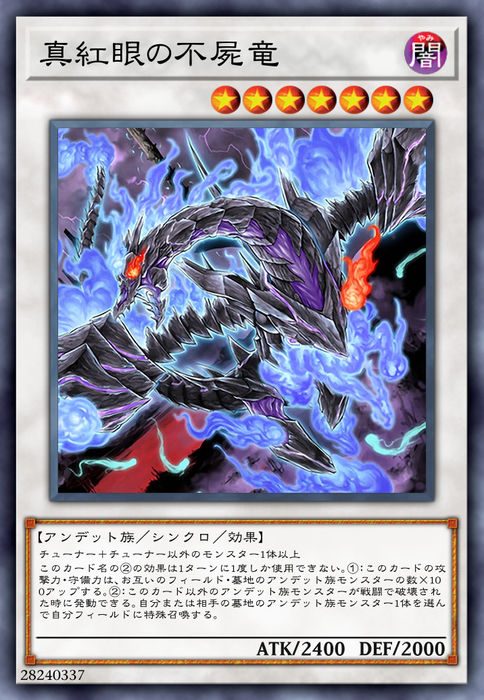 真紅眼の不屍竜
やみ
闇
【アンデット族／シンクロ／効果】
チューナー＋チューナー以外のモンスター1体以上
このカード名の②の効果は1ターンに1度しか使用できない。①：このカードの攻
撃力・守備力は、お互いのフィールド・墓地のアンデット族モンスターの数×10
0アップする。②：このカード以外のアンデット族モンスターが戦闘で破壊され
た時に発動できる。自分または相手の墓地のアンデット族モンスター1体を選ん
で自分フィールドに特殊召喚する。
ATK/2400 DEF/2000
28240337